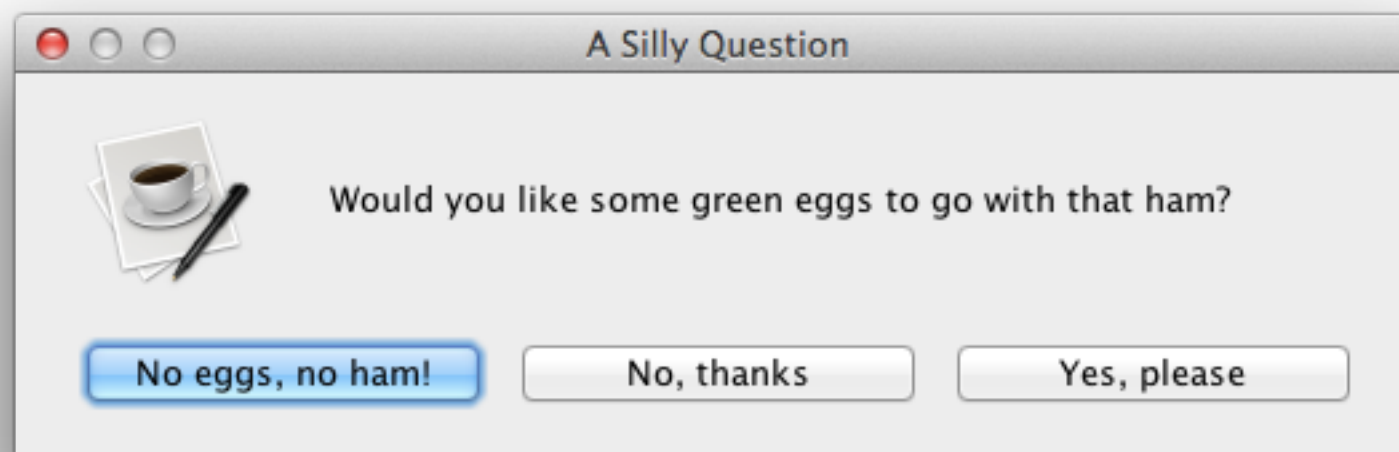 A Silly Question
Would you like some green eggs to go with that ham?
No eggs, no ham!
No, thanks
Yes, please